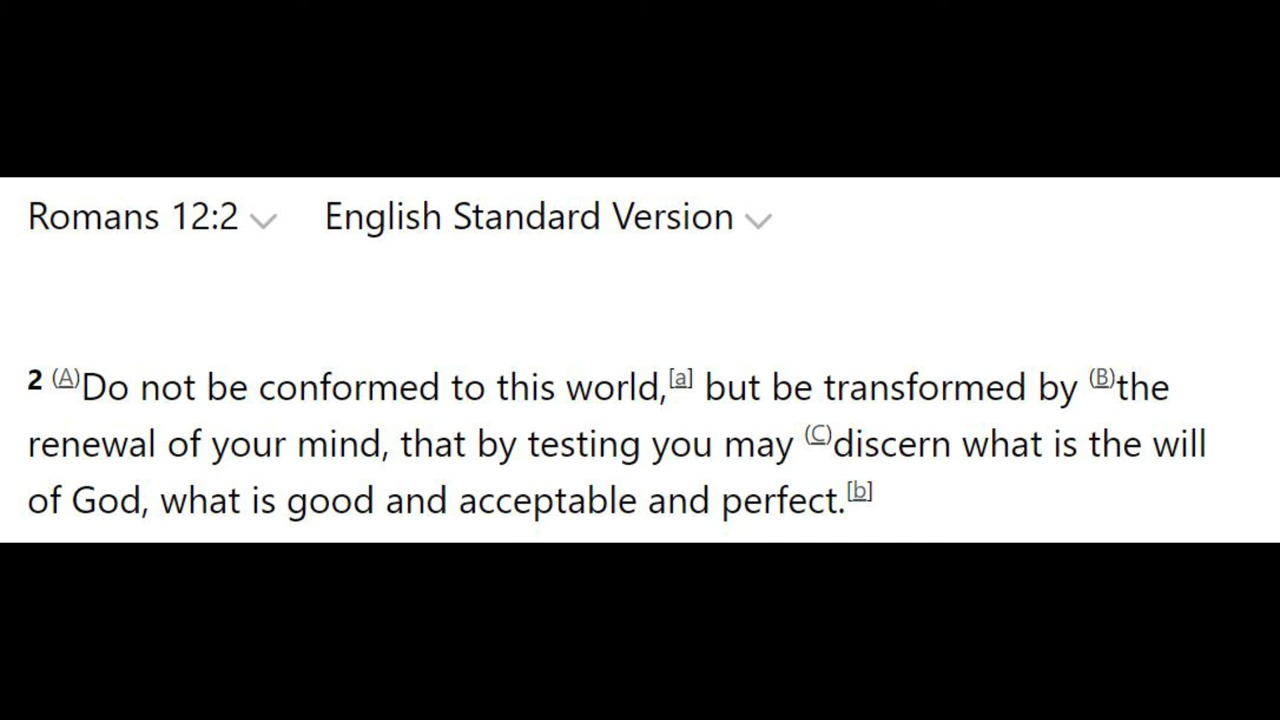 Romans 12:2 English Standard Version
2 (A)Do not be conformed to this world,[a] but be transformed by (B)the
renewal of your mind, that by testing you may (C)discern what is the will
of God, what is good and acceptable and perfect.[b]